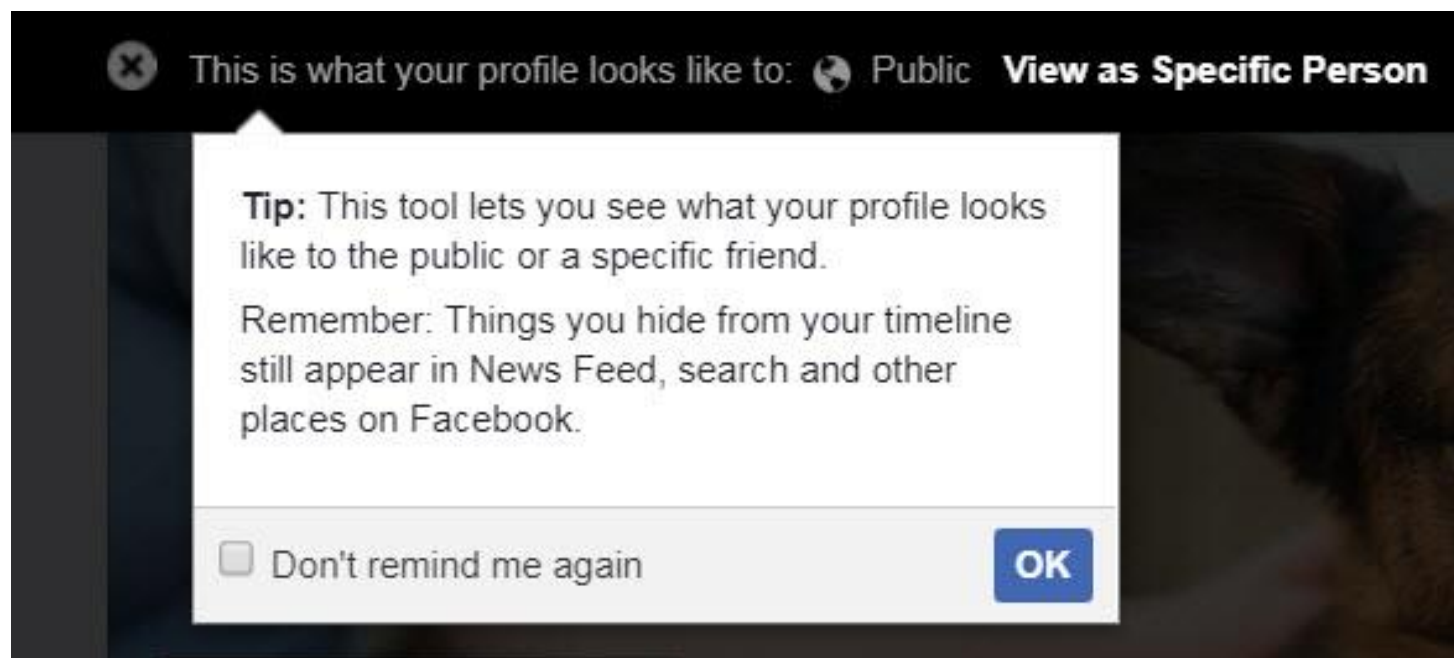 This is what your profile looks like to: Public View as Specific Person
Tip: This tool lets you see what your profile looks
like to the public or a specific friend.
Remember: Things you hide from your timeline
still appear in News Feed, search and other
places on Facebook.
Don't remind me again
OK